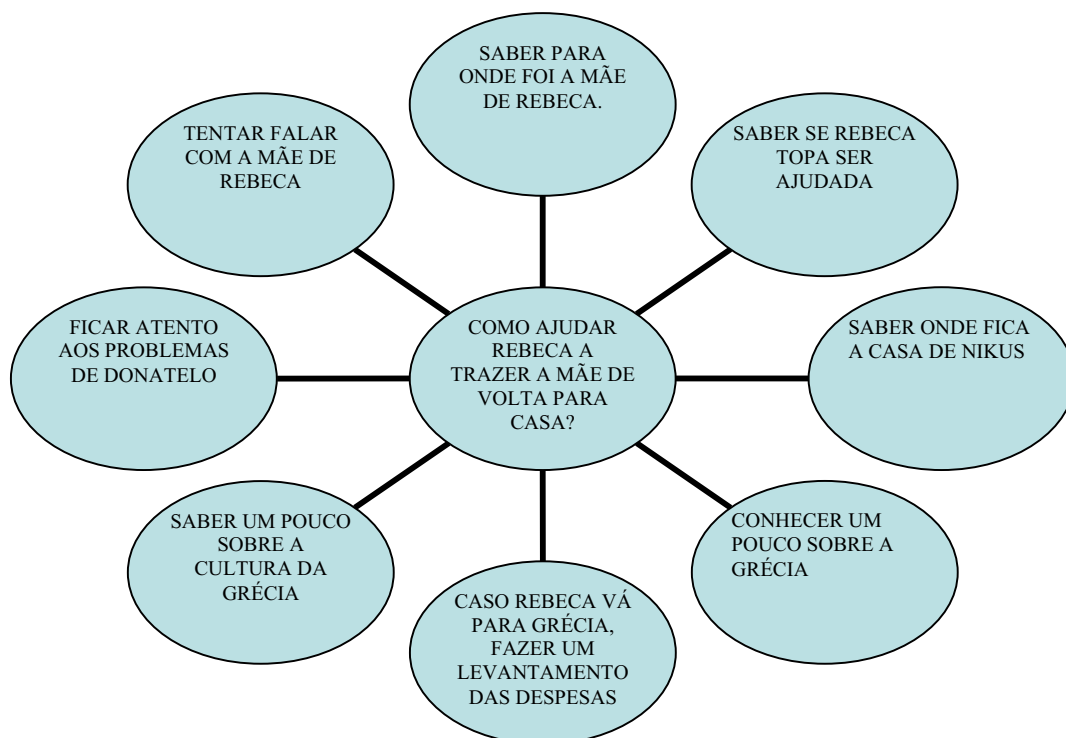 SABER PARA
ONDE FOI A MÃE
DE REBECA.
TENTAR FALAR
COM A MÃE DE
REBECA
SABER SE REBECA
TOPA SER
AJUDADA
FICAR ATENTO
AOS PROBLEMAS
DE DONATELO
COMO AJUDAR
REBECA A
TRAZER A MÃE DE
VOLTA PARA
CASA?
SABER ONDE FICA
A CASA DE NIKUS
SABER UM POUCO
SOBRE A
CULTURA DA
GRÉCIA
CONHECER UM
POUCO SOBRE A
GRÉCIA
CASO REBECA VÁ
PARA GRÉCIA,
FAZER UM
LEVANTAMENTO
DAS DESPESAS